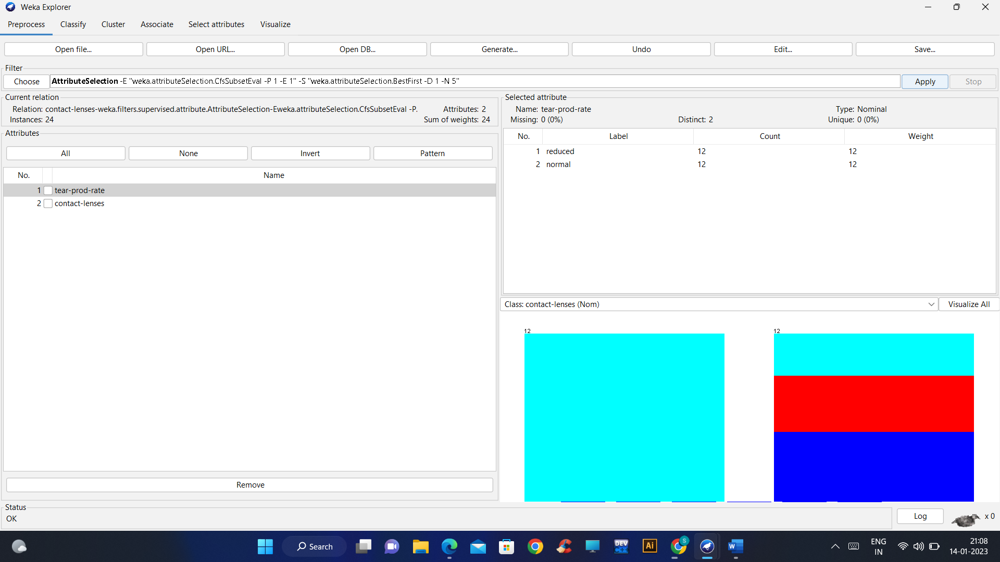 Weka Explorer
Preprocess Classify Cluster Associate Select attributes Visualize
Open file... Open URL... Open DB... Generate... Undo Edit... Save...
Filter
Choose AttributeSelection -E "weka.attributeSelection.CfsSubsetEval -P 1 -E 1" -S "weka.attributeSelection.BestFirst -D 1 -N 5" Apply Stop
Current relation
Relation: contact-lenses-weka.filters.supervised.attribute.AttributeSelection-Eweka.attributeSelection.CfsSubsetEval -P. Attributes: 2
Instances: 24 Sum of weights: 24
Attributes
All None Invert Pattern
No. Name
1 tear-prod-rate
2 contact-lenses
Remove
Selected attribute
Name: tear-prod-rate Type: Nominal
Missing: 0 (0%) Distinct: 2 Unique: 0 (0%)
No. Label Count Weight
1 reduced 12 12
2 normal 12 12
Class: contact-lenses (Nom) Visualize All
12 12
Status
OK
Log x 0
Search
DEV C++
Ai
S
W
ENG
IN
21:08
14-01-2023